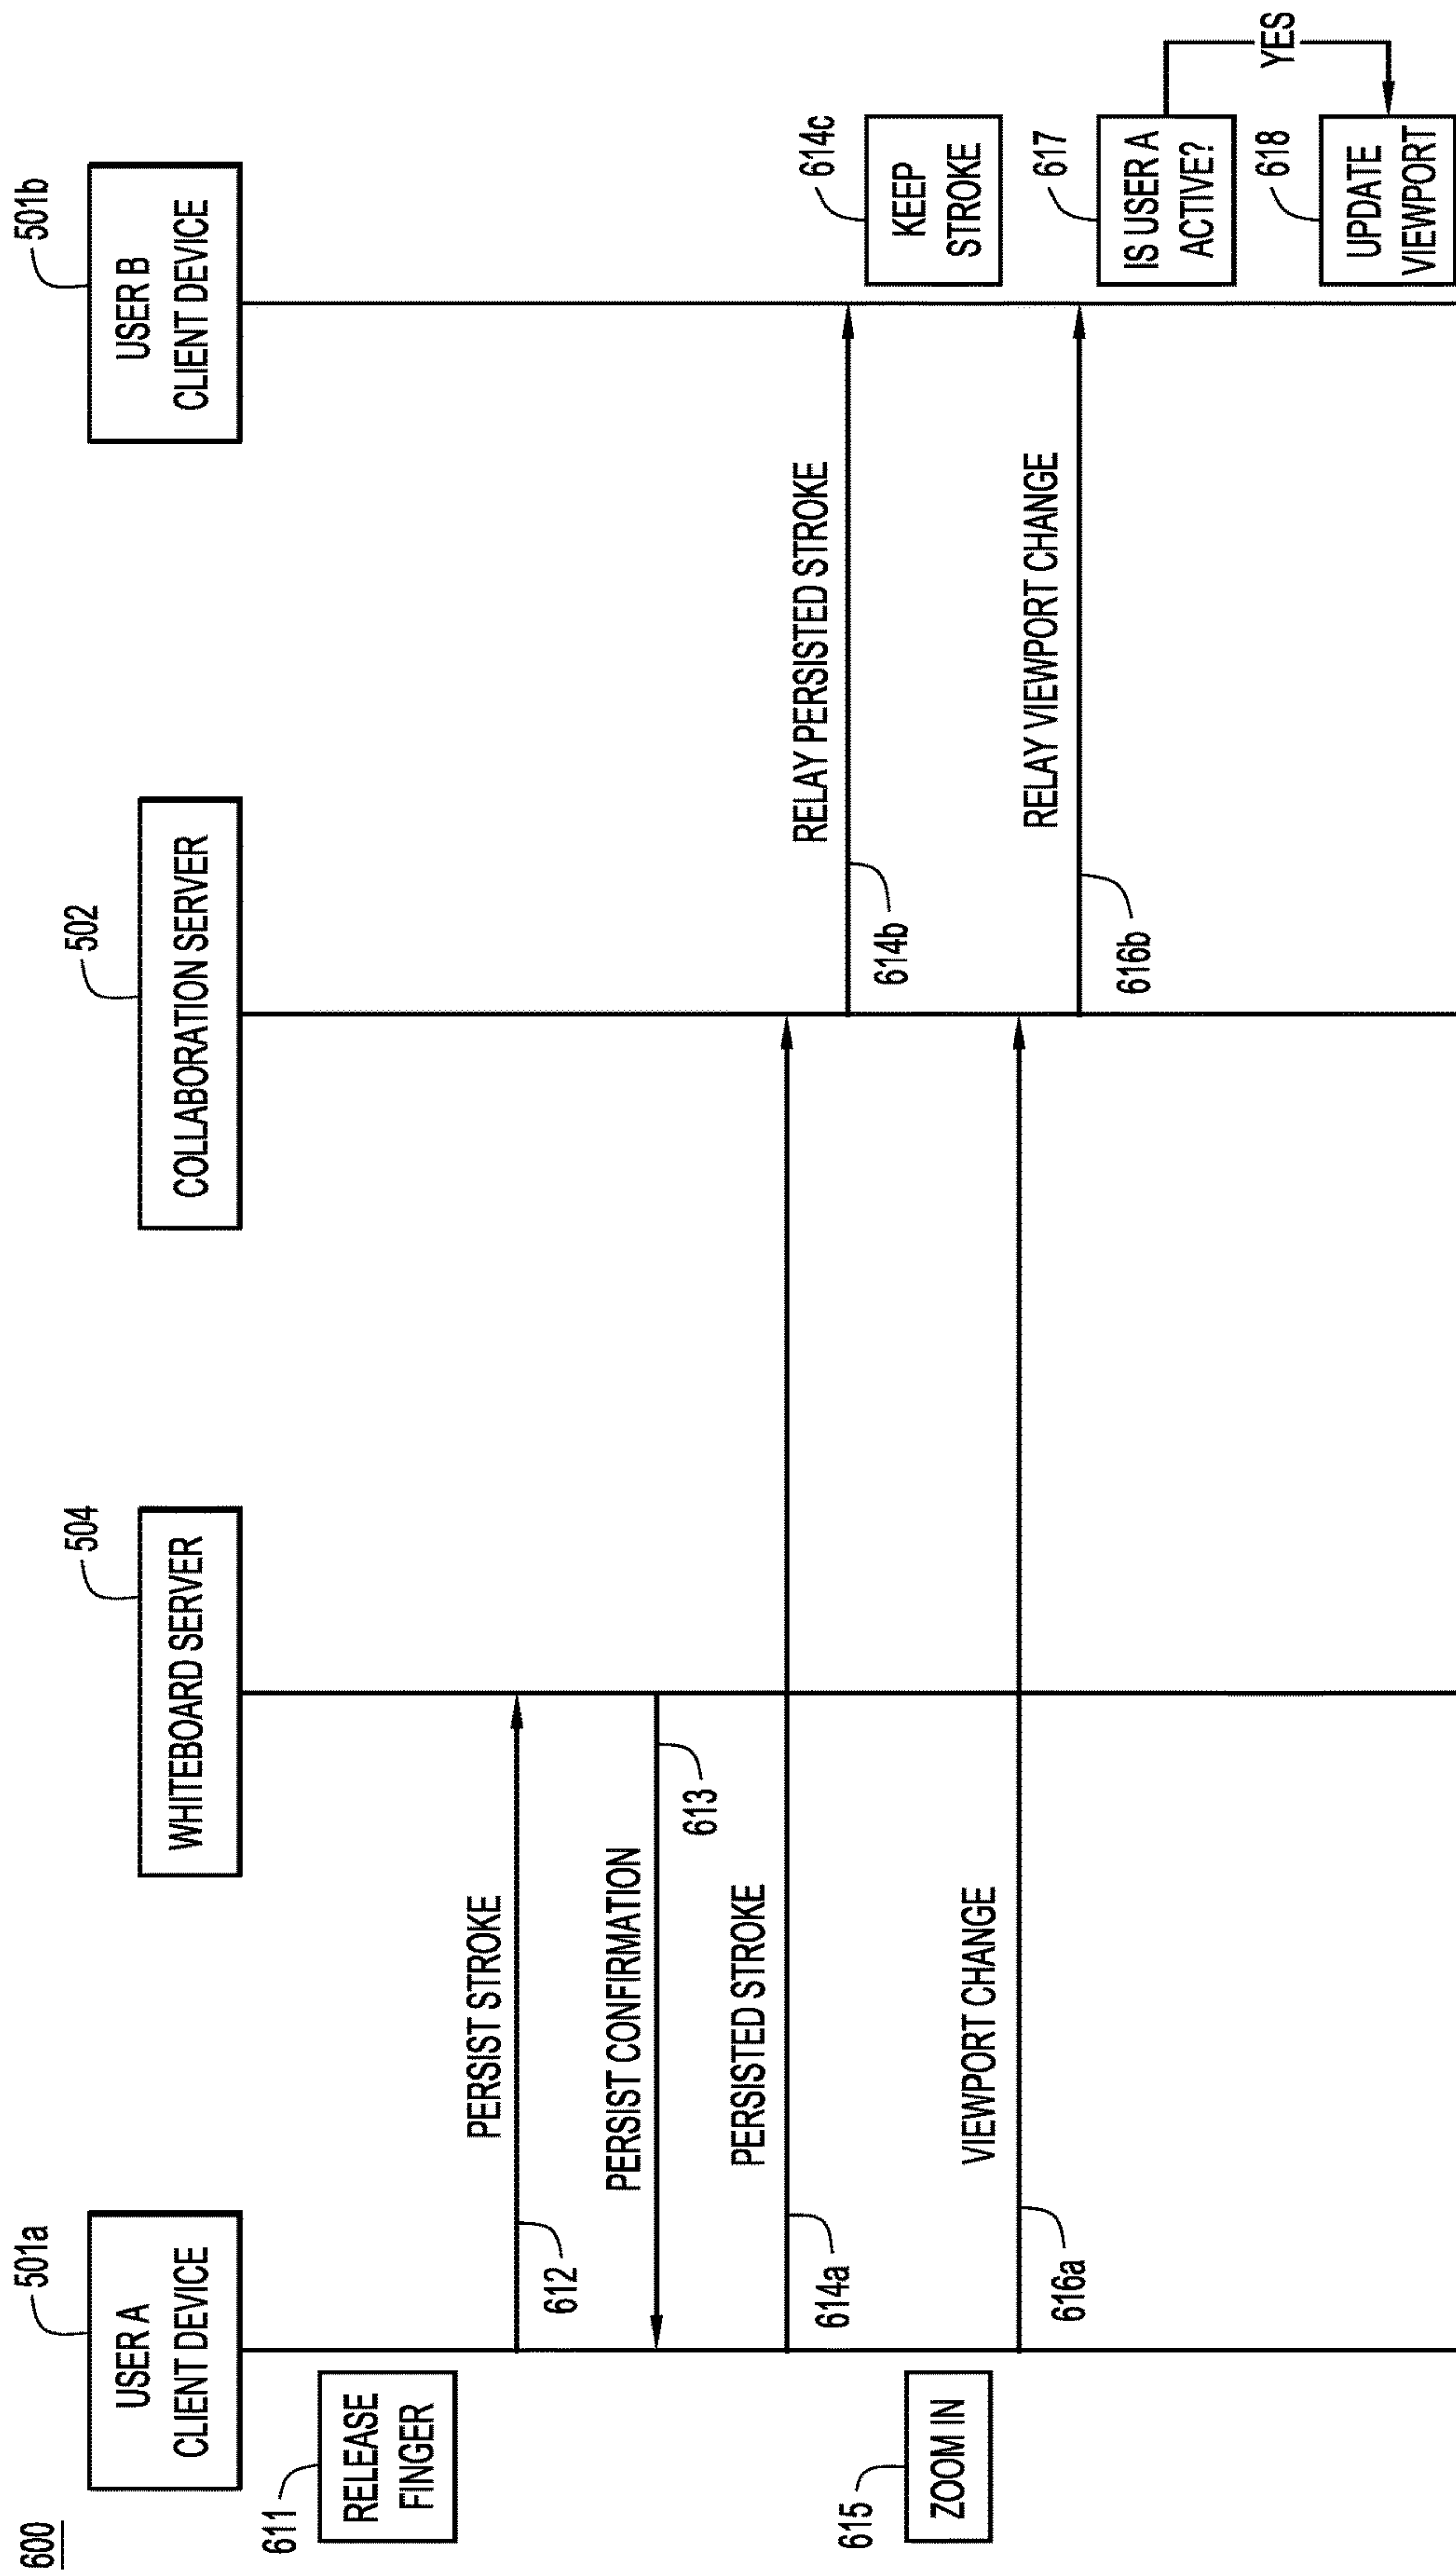 600
501a
USER A
CLIENT DEVICE
504
WHITEBOARD SERVER
502
COLLABORATION SERVER
501b
USER B
CLIENT DEVICE
611
RELEASE
FINGER
PERSIST STROKE
612
PERSIST CONFIRMATION
613
PERSISTED STROKE
614a
RELAY PERSISTED STROKE
614b
614c
KEEP
STROKE
615
ZOOM IN
VIEWPORT CHANGE
616a
RELAY VIEWPORT CHANGE
616b
617
IS USER A
ACTIVE?
YES
618
UPDATE
VIEWPORT